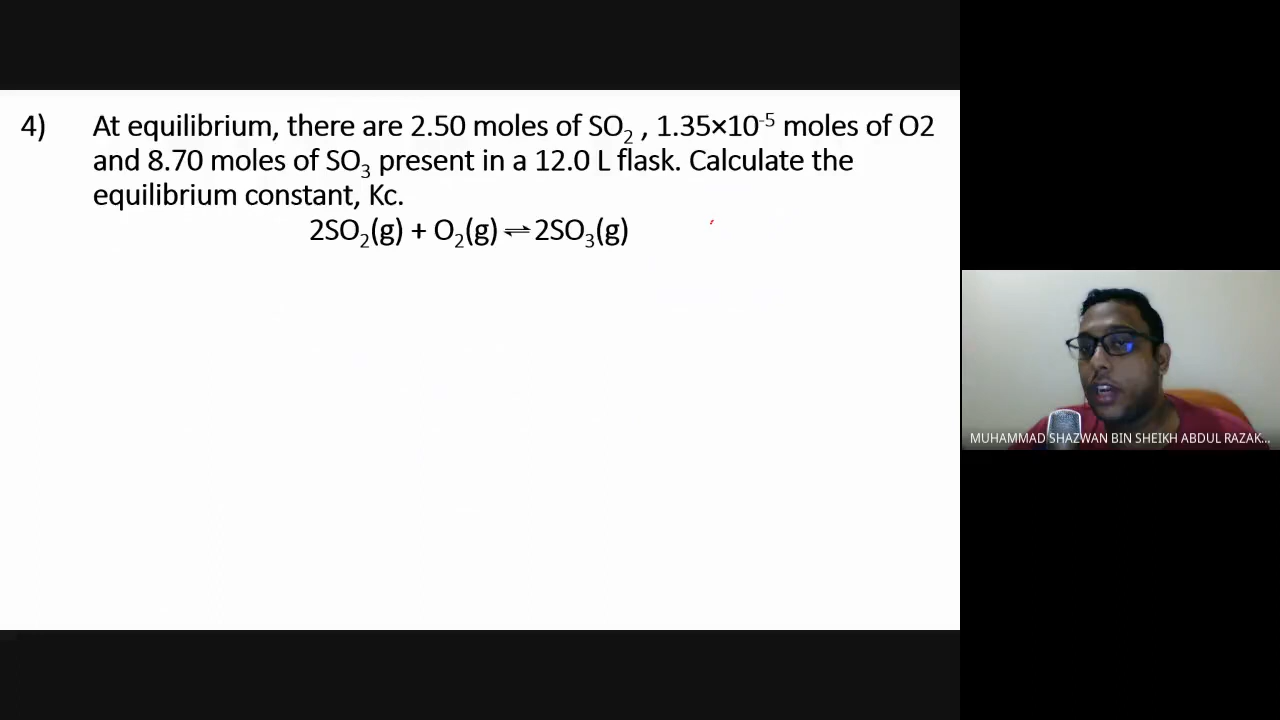 4) At equilibrium, there are 2.50 moles of SO₂ , 1.35×10⁻⁵ moles of O2
and 8.70 moles of SO₃ present in a 12.0 L flask. Calculate the
equilibrium constant, Kc.
2SO₂(g) + O₂(g) ⇌ 2SO₃(g)
MUHAMMAD SHAZWAN BIN SHEIKH ABDUL RAZAK...